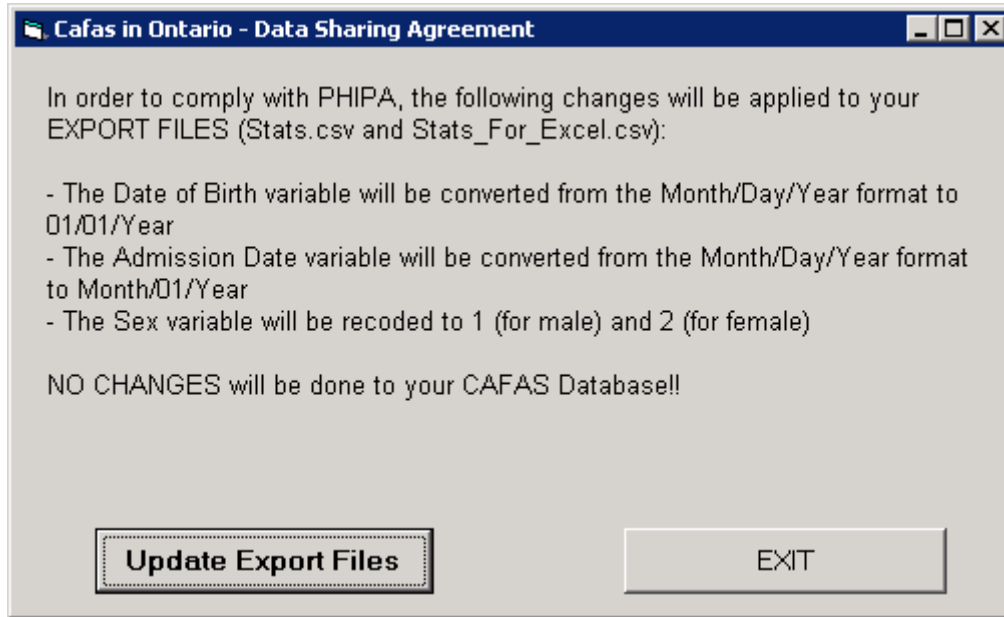 Cafas in Ontario - Data Sharing Agreement
In order to comply with PHIPA, the following changes will be applied to your
EXPORT FILES (Stats.csv and Stats_For_Excel.csv):
- The Date of Birth variable will be converted from the Month/Day/Year format to
01/01/Year
- The Admission Date variable will be converted from the Month/Day/Year format
to Month/01/Year
- The Sex variable will be recoded to 1 (for male) and 2 (for female)
NO CHANGES will be done to your CAFAS Database!!
Update Export Files
EXIT